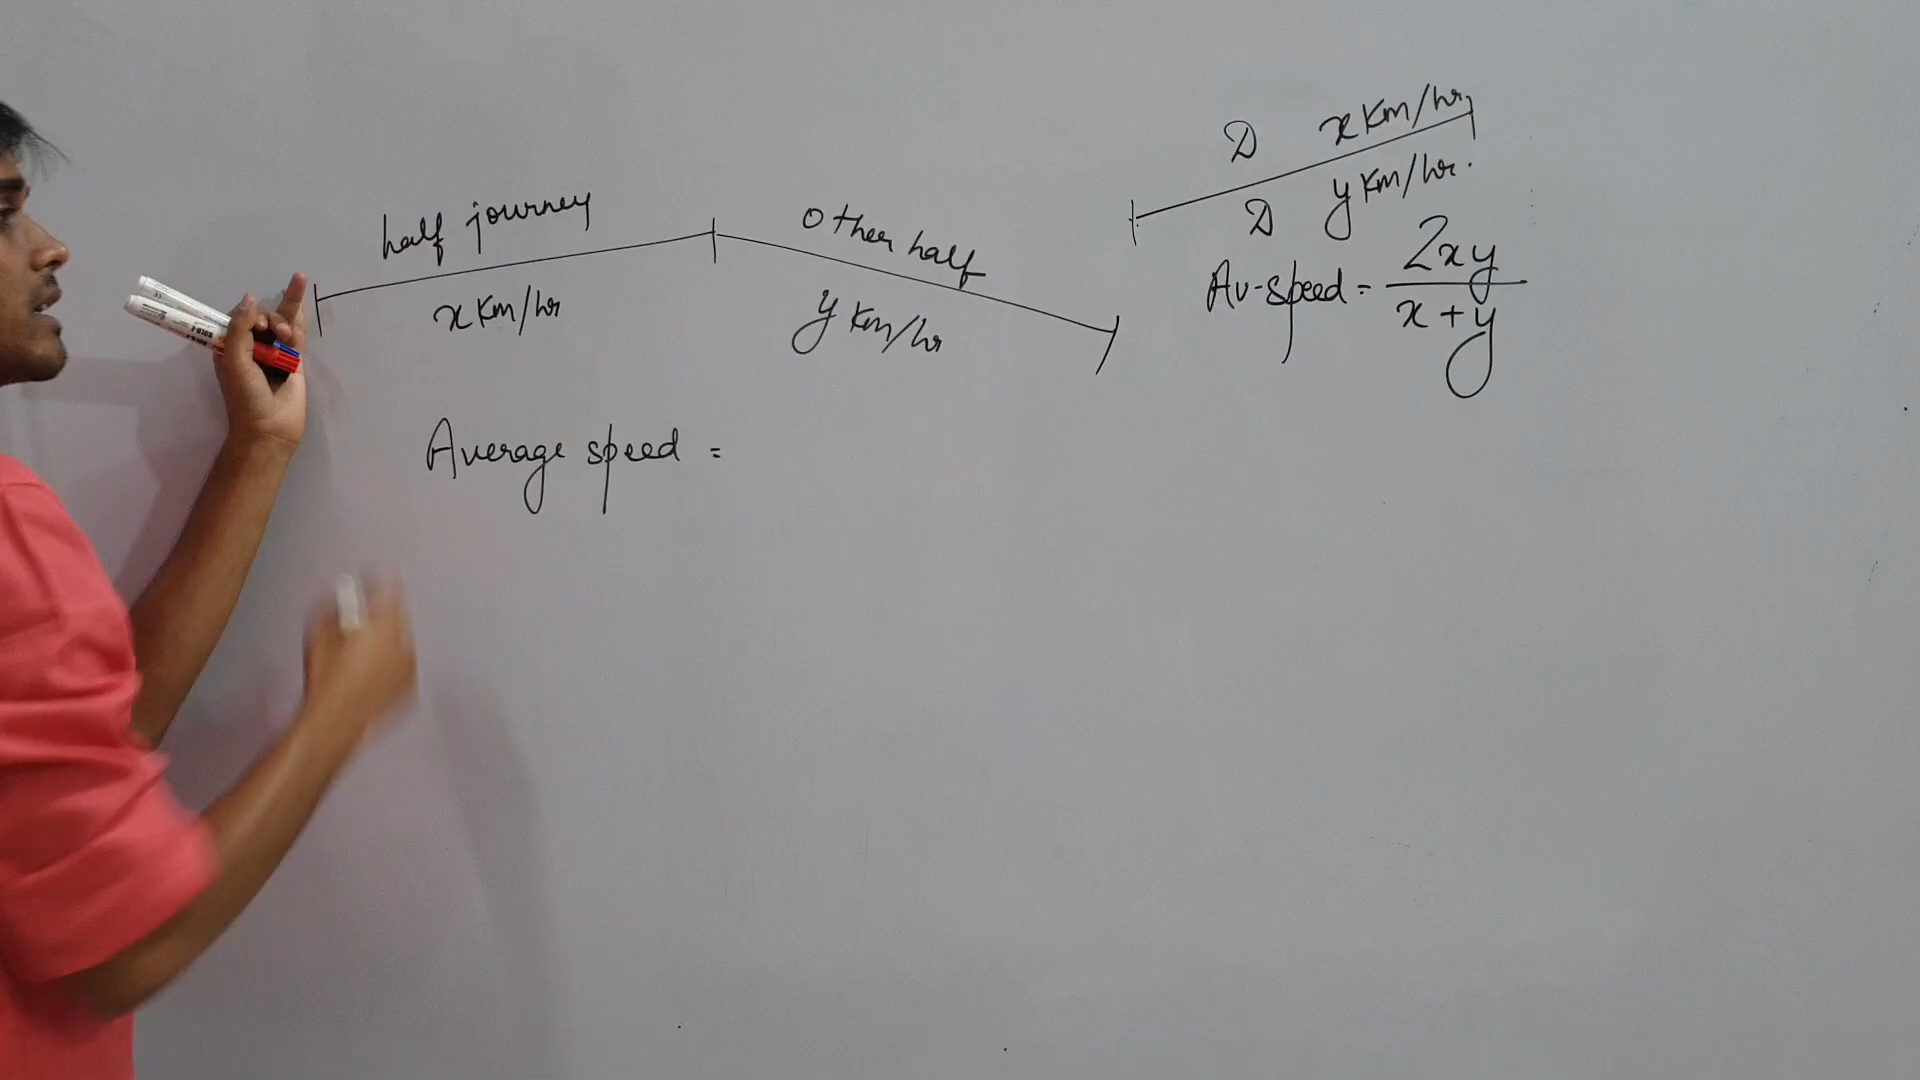 half journey
x Km/hr
Other half
y Km/hr
D x Km/hr
D y Km/hr.
Av-speed = 2xy / x + y
Average speed =